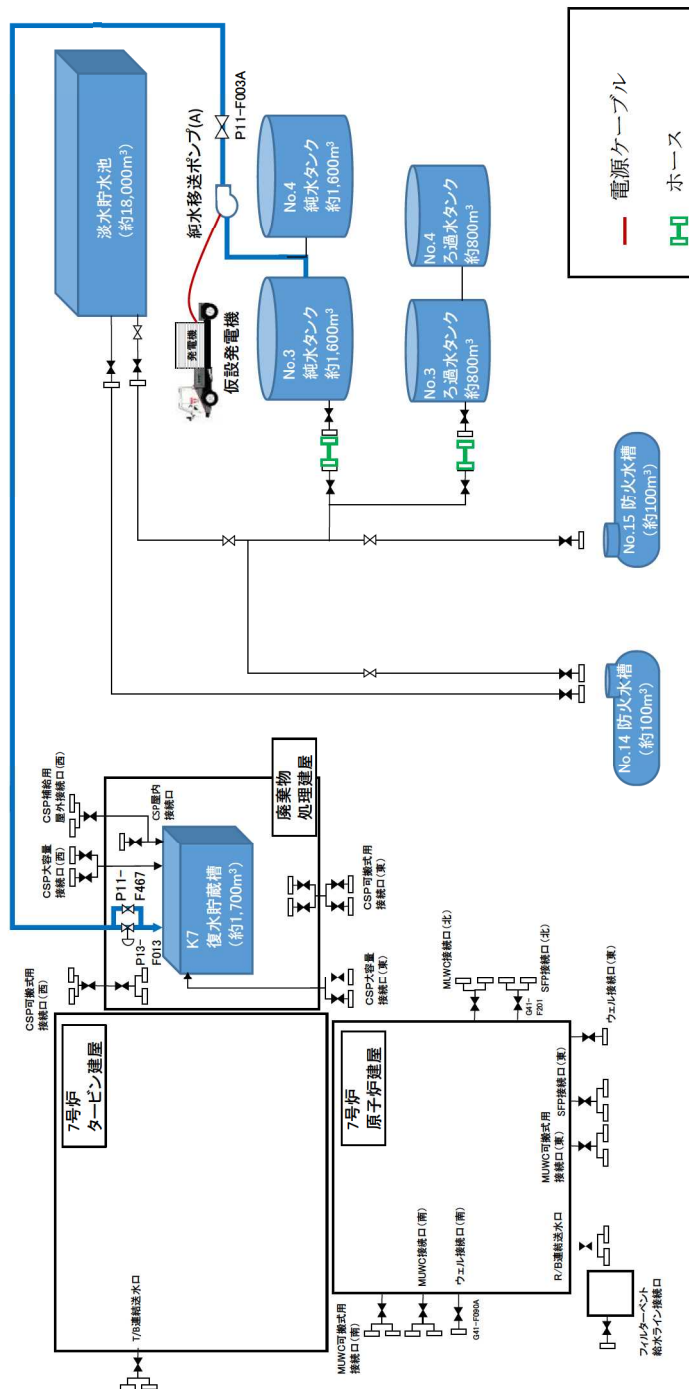 淡水貯水池
(約18,000m³)
P11-F003A
純水移送ポンプ(A)
発電機
仮設発電機
No.4
純水タンク
約1,600m³
No.3
純水タンク
約1,600m³
No.4
ろ過水タンク
約800m³
No.3
ろ過水タンク
約800m³
電源ケーブル
ホース
No.15 防火水槽
(約100m³)
No.14 防火水槽
(約100m³)
CSP補給用
屋外接続口(西)
CSP大容量
接続口(西)
CSP屋内
接続口
廃棄物
処理建屋
P11-
F467
P13-
F013
K7
復水貯蔵槽
(約1,700m³)
CSP可搬式用
接続口(西)
CSP可搬式用
接続口(東)
CSP大容量
接続口(東)
7号炉
タービン建屋
T/B連結送水口
7号炉
原子炉建屋
MUWC接続口(北)
SFP接続口(北)
G41-
F201
ウェル接続口(東)
SFP接続口(東)
MUWC可搬式用
接続口(東)
R/B連結送水口
MUWC可搬式用
接続口(南)
MUWC接続口(南)
ウェル接続口(南)
G41-F090A
フィルターベント
給水ライン接続口